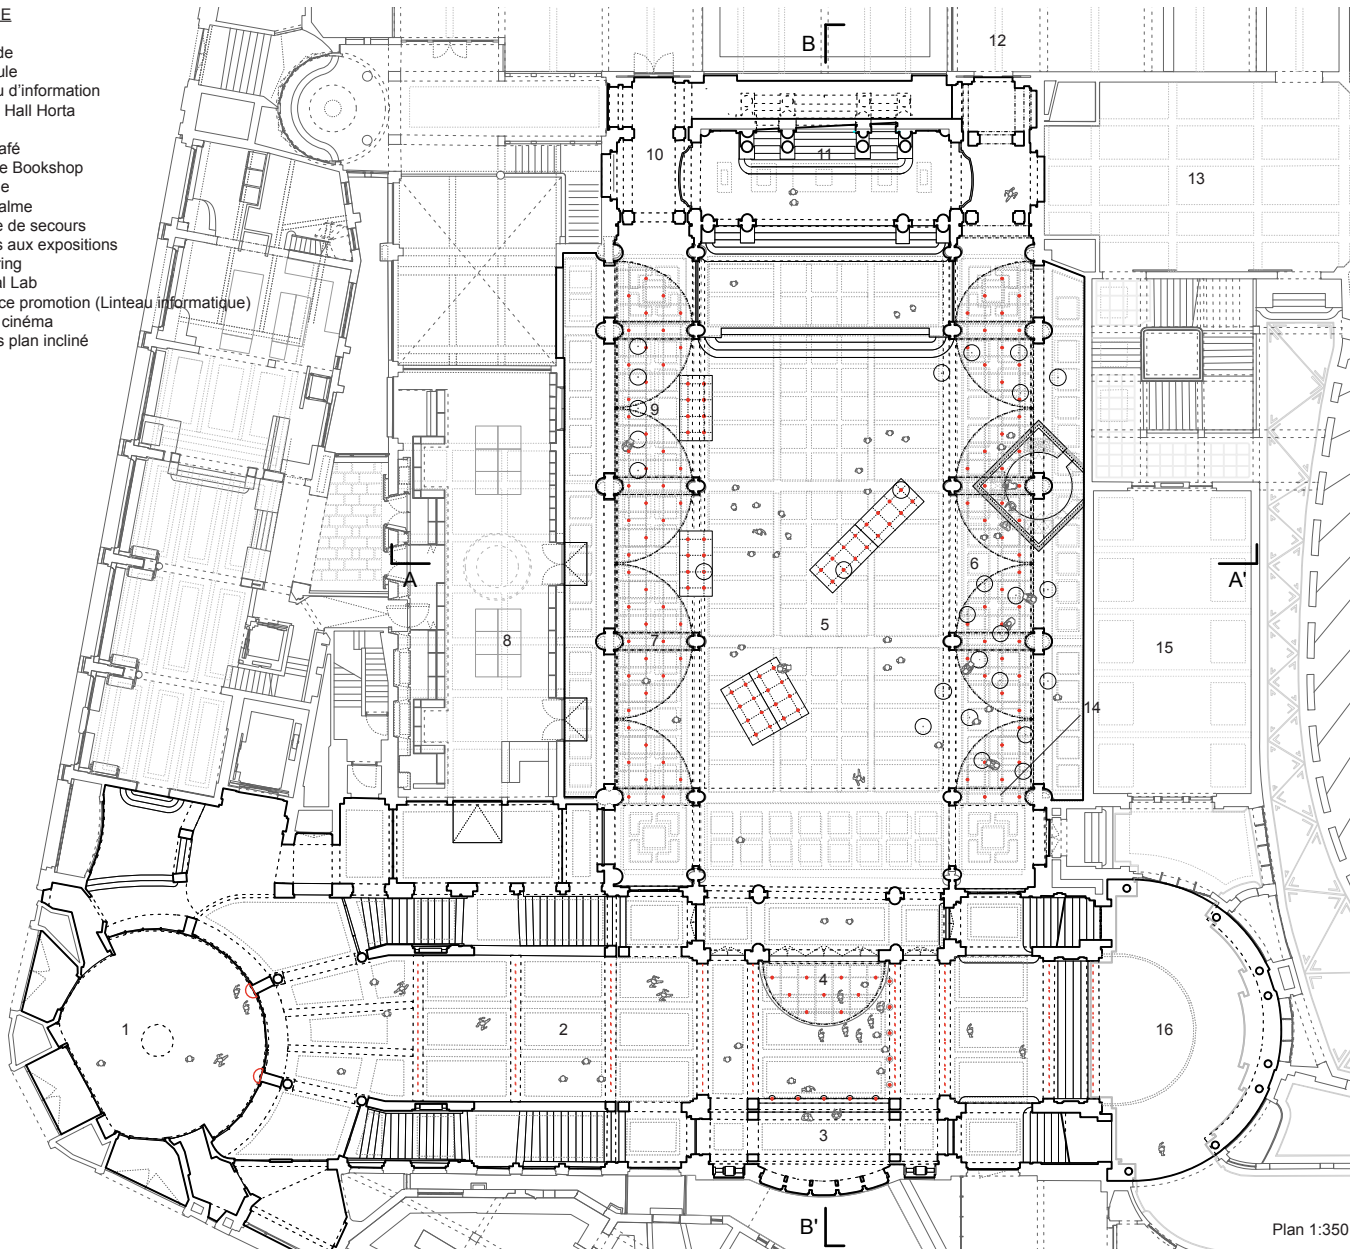 E
de
ule
u d'information
Hall Horta
afé
e Bookshop
e
alme
e de secours
s aux expositions
ring
al Lab
ce promotion (Linteau informatique)
cinéma
s plan incliné
B
12
10
11
13
9
A
A'
6
5
8
7
15
14
4
1
2
16
3
B'
Plan 1:350